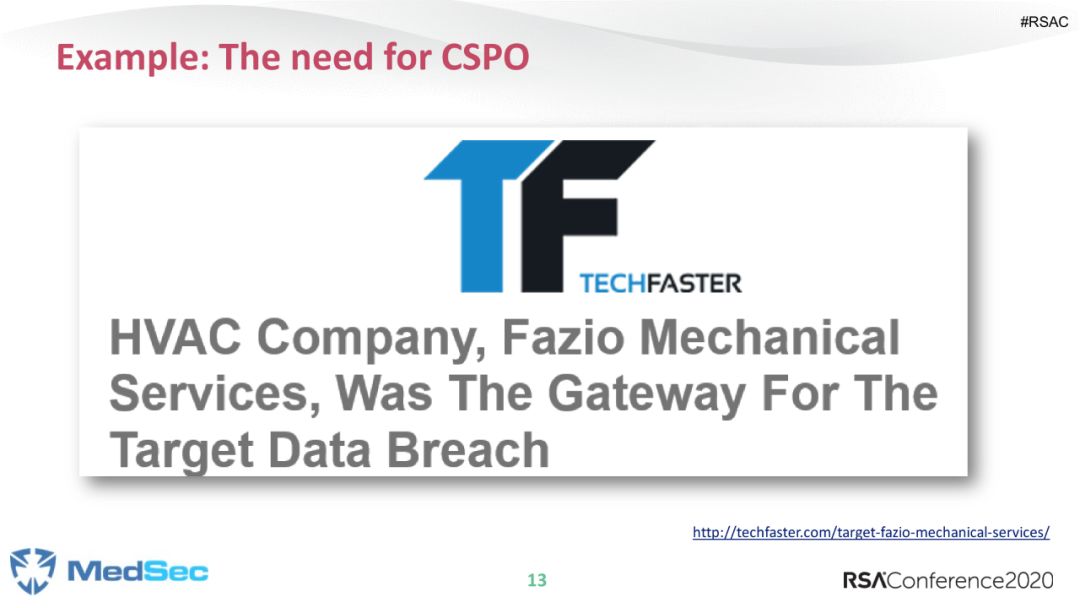 #RSAC
Example: The need for CSPO
TF
TECHFASTER
HVAC Company, Fazio Mechanical
Services, Was The Gateway For The
Target Data Breach
http://techfaster.com/target-fazio-mechanical-services/
MedSec
13
RSAConference2020